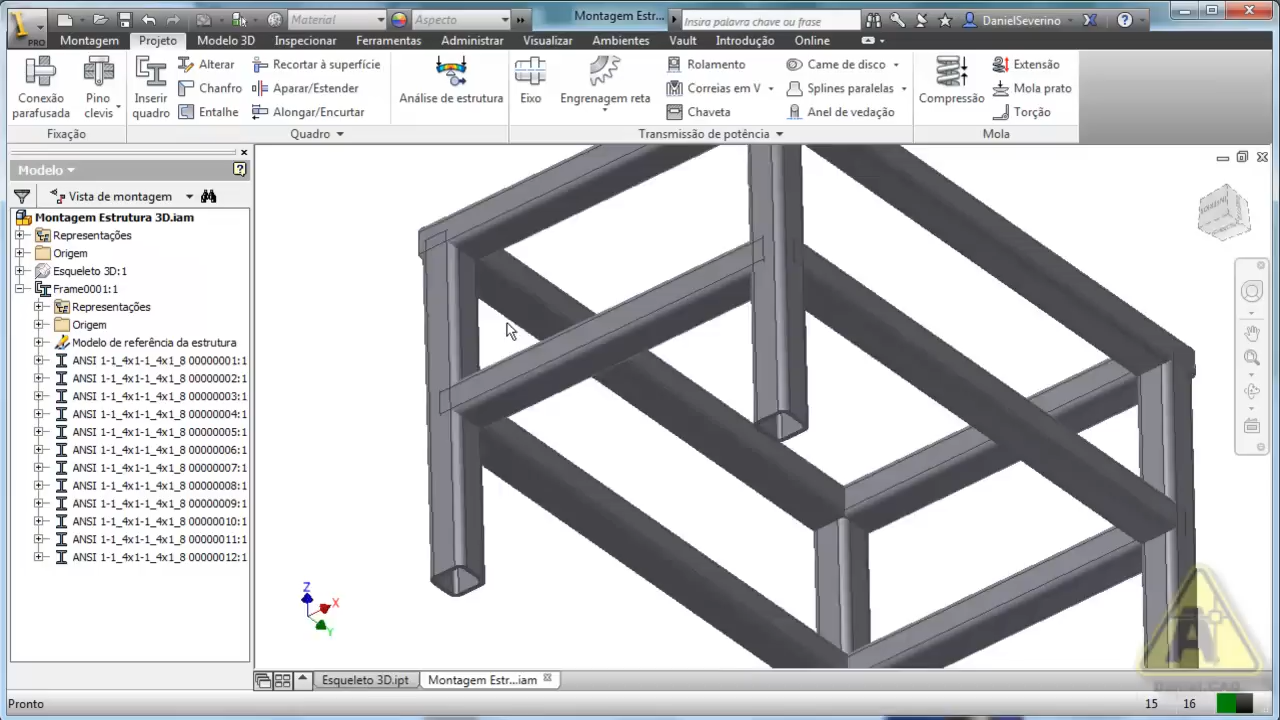 PRO
Material
Aspecto
Montagem Estr...
Insira palavra chave ou frase
DanielSeverino
Montagem
Projeto
Modelo 3D
Inspecionar
Ferramentas
Administrar
Visualizar
Ambientes
Vault
Introdução
Online
Conexão parafusada
Pino clevis
Inserir quadro
Alterar
Chanfro
Entalhe
Recortar à superfície
Aparar/Estender
Alongar/Encurtar
Análise de estrutura
Eixo
Engrenagem reta
Rolamento
Correias em V
Chaveta
Came de disco
Splines paralelas
Anel de vedação
Compressão
Extensão
Mola prato
Torção
Fixação
Quadro
Transmissão de potência
Mola
Modelo
Vista de montagem
Montagem Estrutura 3D.iam
Representações
Origem
Esqueleto 3D:1
Frame0001:1
Representações
Origem
Modelo de referência da estrutura
ANSI 1-1_4x1-1_4x1_8 00000001:1
ANSI 1-1_4x1-1_4x1_8 00000002:1
ANSI 1-1_4x1-1_4x1_8 00000003:1
ANSI 1-1_4x1-1_4x1_8 00000004:1
ANSI 1-1_4x1-1_4x1_8 00000005:1
ANSI 1-1_4x1-1_4x1_8 00000006:1
ANSI 1-1_4x1-1_4x1_8 00000007:1
ANSI 1-1_4x1-1_4x1_8 00000008:1
ANSI 1-1_4x1-1_4x1_8 00000009:1
ANSI 1-1_4x1-1_4x1_8 00000010:1
ANSI 1-1_4x1-1_4x1_8 00000011:1
ANSI 1-1_4x1-1_4x1_8 00000012:1
Z
X
Y
Esqueleto 3D.ipt
Montagem Estr...iam
Pronto
15
16